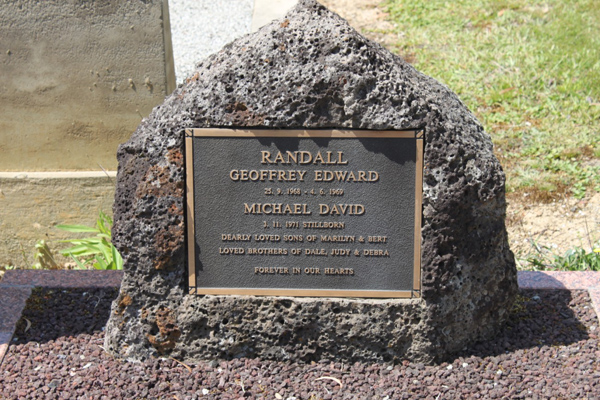 RANDALL
GEOFFREY EDWARD
25. 9. 1968 - 4. 6. 1969
MICHAEL DAVID
3. 11. 1971 STILLBORN
DEARLY LOVED SONS OF MARILYN & BERT
LOVED BROTHERS OF DALE, JUDY & DEBRA
FOREVER IN OUR HEARTS